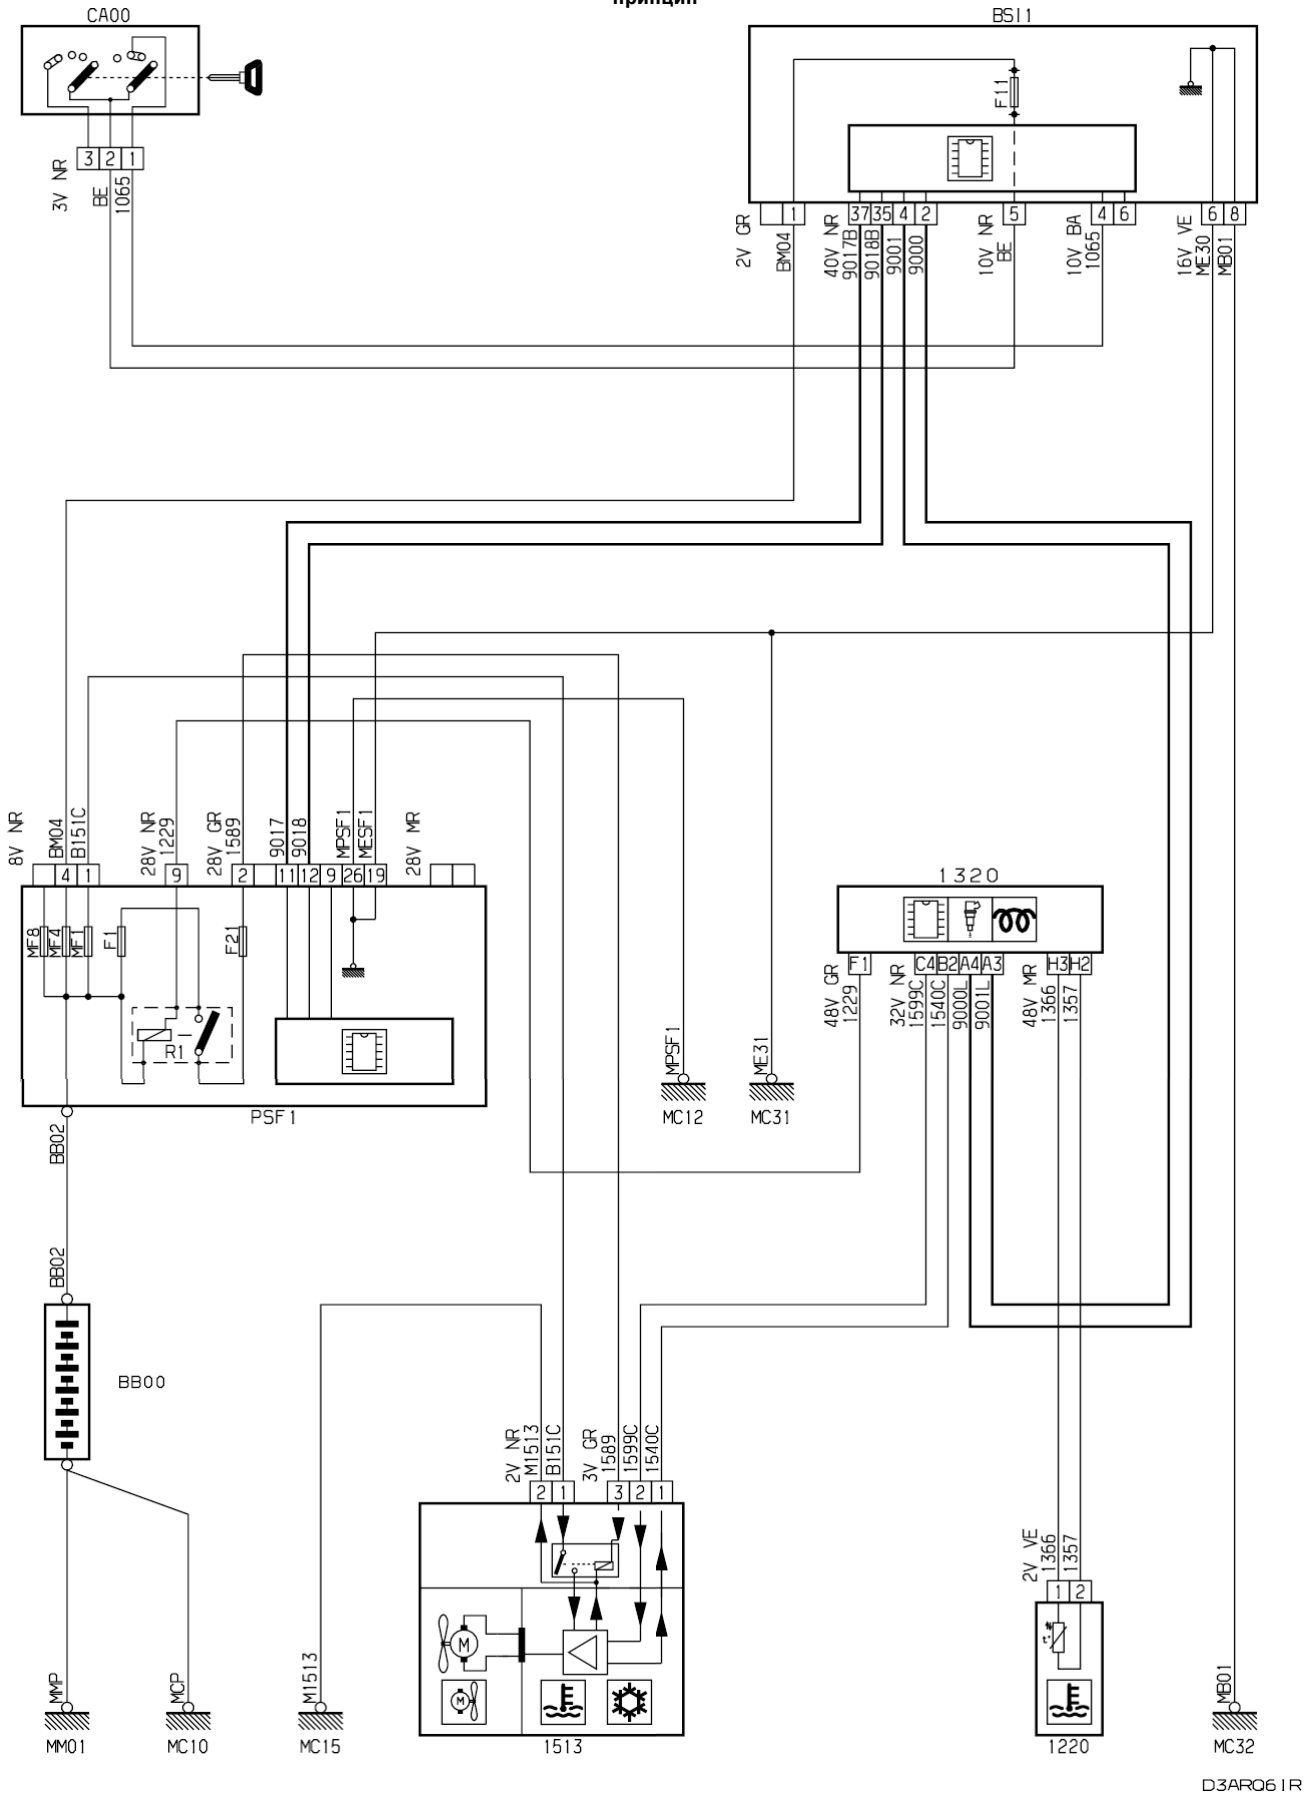 принцип
CA00
BSI1
F11
3 2 1
3V NR
BE
1065
1 37 35 4 2 5 4 6 6 8
2V GR
BM04
40V NR
9017B
9018B
9001
9000
10V NR
BE
10V BA
1065
16V VE
ME30
MB01
8V NR
BM04
B151C
28V NR
1229
28V GR
1589
9017
9018
MPSF1
MESF1
28V MR
4 1 9 2 11 12 9 26 19
MF8
MF4
MF1
F1
F21
R1
PSF1
1320
F1 C4 B2 A4 A3 H3 H2
48V GR
1229
32V NR
1599C
1540C
9000L
9001L
48V MR
1366
1357
MPSF1
MC12
ME31
MC31
BB02
BB02
BB00
2V NR
M1513
B151C
3V GR
1589
1599C
1540C
2 1 3 2 1
M
M
1513
2V VE
1366
1357
1 2
t°
1220
MMP
MM01
MCP
MC10
M1513
MC15
MB01
MC32
D3ARQ61R